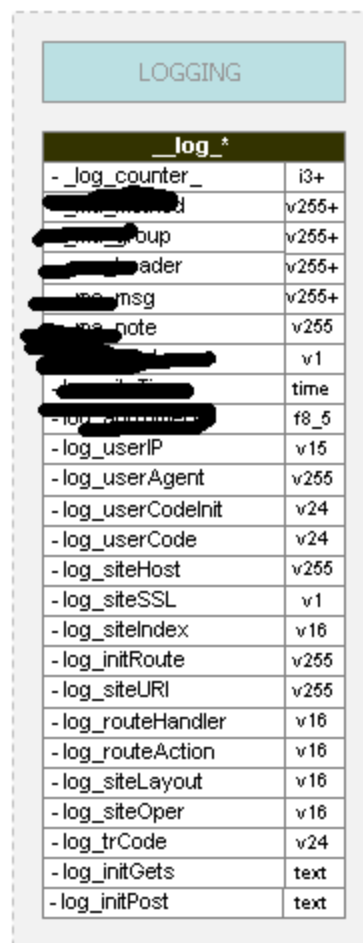 LOGGING
__log_*
- _log_counter_ i3+
v255+
v255+
v255+
msg v255+
note v255
v1
time
f8_5
- log_userIP v15
- log_userAgent v255
- log_userCodeInit v24
- log_userCode v24
- log_siteHost v255
- log_siteSSL v1
- log_siteIndex v16
- log_initRoute v255
- log_siteURI v255
- log_routeHandler v16
- log_routeAction v16
- log_siteLayout v16
- log_siteOper v16
- log_trCode v24
- log_initGets text
- log_initPost text